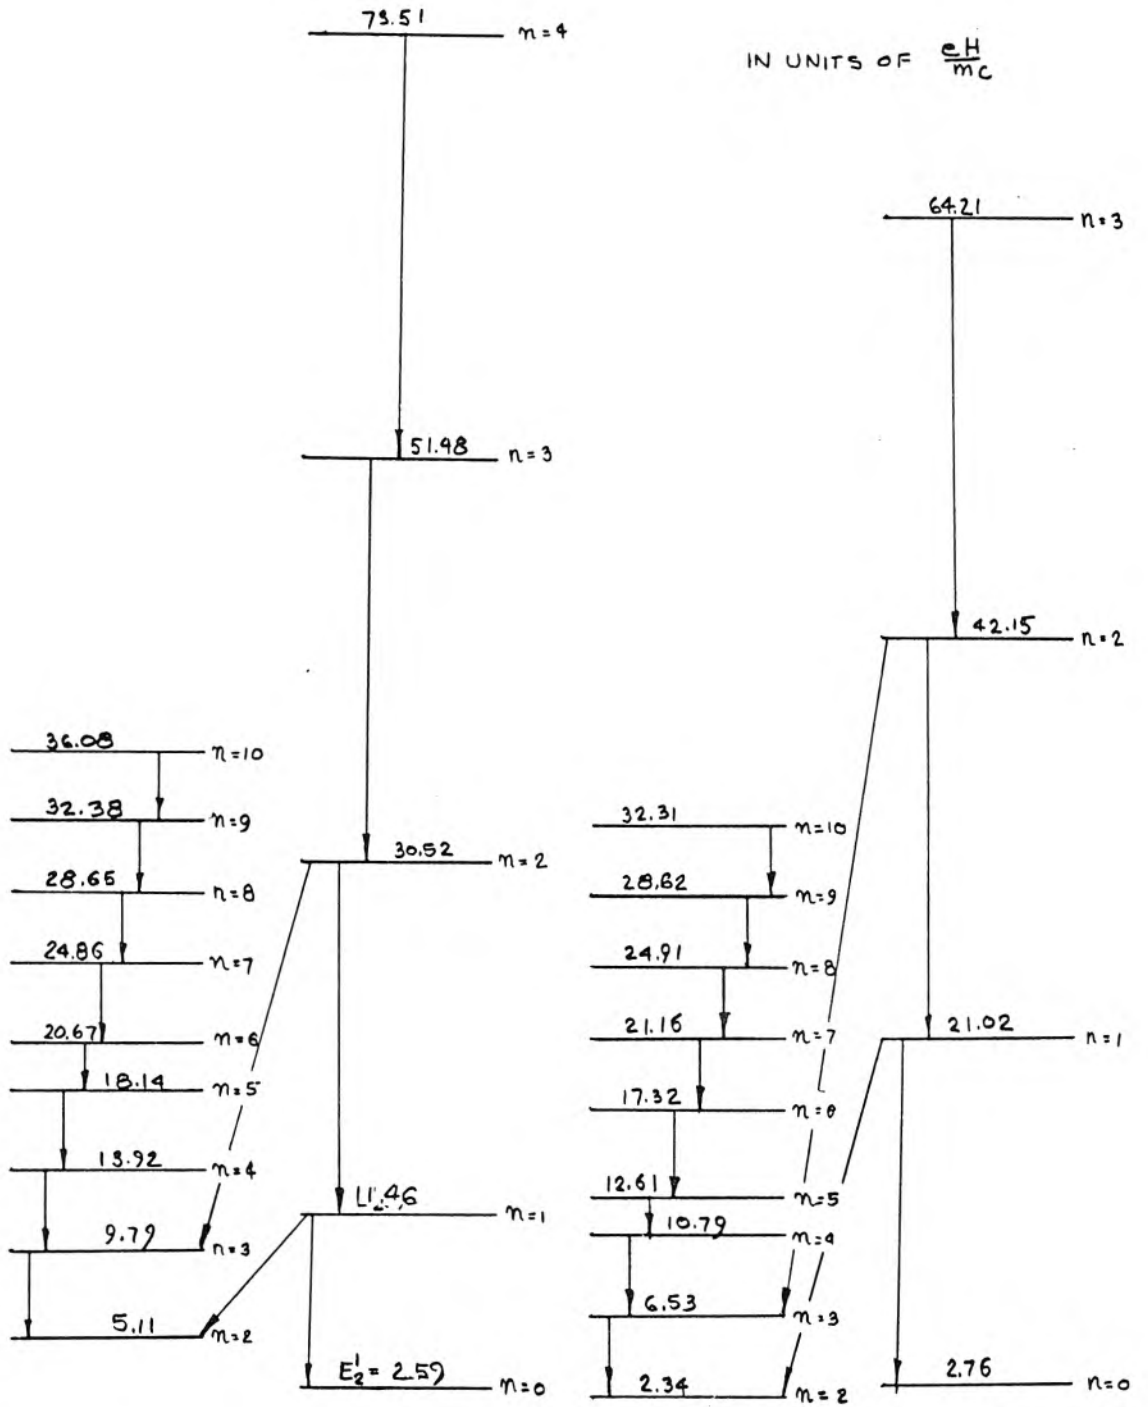 73.51 n=4
IN UNITS OF eH/mc
64.21 n=3
51.48 n=3
42.15 n=2
36.08 n=10
32.38 n=9
32.31 n=10
30.52 n=2
28.65 n=8
28.62 n=9
24.86 n=7
24.91 n=8
20.67 n=6
21.16 n=7
21.02 n=1
18.14 n=5
17.32
13.92 n=4
12.61 n=5
n=1
10.79 n=4
9.79 n=3
6.53 n=3
5.11 n=2
E₂¹ = 2.59 n=0
2.34 n=2
2.76 n=0